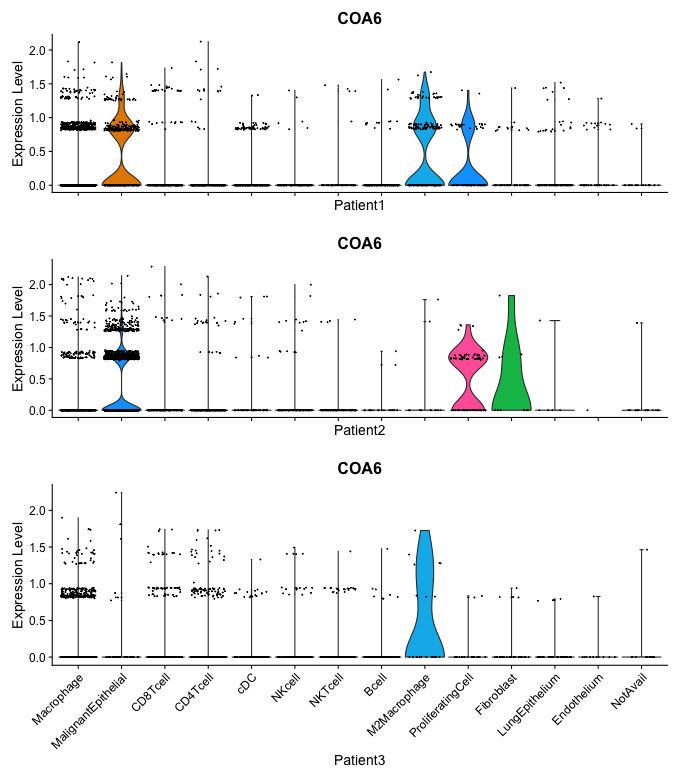 COA6
Expression Level
2.0
1.5
1.0
0.5
0.0
Patient1
COA6
Expression Level
2.0
1.5
1.0
0.5
0.0
Patient2
COA6
Expression Level
2.0
1.5
1.0
0.5
0.0
Macrophage
MalignantEpithelial
CD8Tcell
CD4Tcell
cDC
NKcell
NKTcell
Bcell
M2Macrophage
ProliferatingCell
Fibroblast
LungEpithelium
Endothelium
NotAvail
Patient3